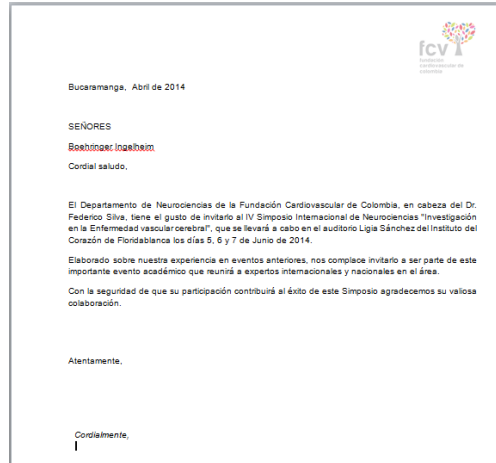 fcv
fundación
cardiovascular de
colombia
Bucaramanga, Abril de 2014
SEÑORES
Boehringer Ingelheim
Cordial saludo,
El Departamento de Neurociencias de la Fundación Cardiovascular de Colombia, en cabeza del Dr.
Federico Silva, tiene el gusto de invitarlo al IV Simposio Internacional de Neurociencias "Investigación
en la Enfermedad vascular cerebral", que se llevará a cabo en el auditorio Ligia Sánchez del Instituto del
Corazón de Floridablanca los días 5, 6 y 7 de Junio de 2014.
Elaborado sobre nuestra experiencia en eventos anteriores, nos complace invitarlo a ser parte de este
importante evento académico que reunirá a expertos internacionales y nacionales en el área.
Con la seguridad de que su participación contribuirá al éxito de este Simposio agradecemos su valiosa
colaboración.
Atentamente,
Cordialmente,